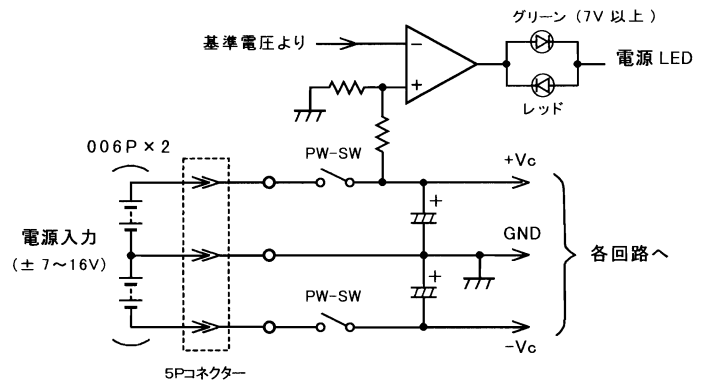 グリーン (7V 以上)
基準電圧より
−
+
電源 LED
レッド
006P×2
PW-SW
+Vc
+
電源入力
(±7～16V)
GND
各回路へ
+
PW-SW
−Vc
5Pコネクター